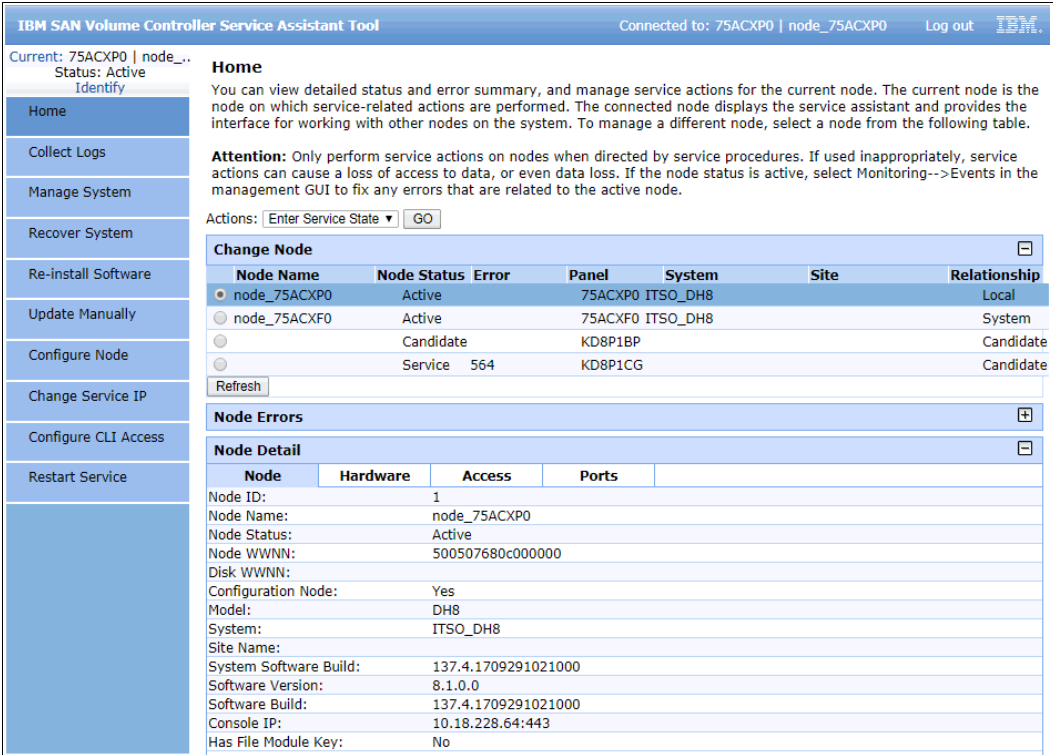 IBM SAN Volume Controller Service Assistant Tool Connected to: 75ACXP0 | node_75ACXP0 Log out IBM.
Current: 75ACXP0 | node_..
Status: Active
Identify
Home
Collect Logs
Manage System
Recover System
Re-install Software
Update Manually
Configure Node
Change Service IP
Configure CLI Access
Restart Service
Home
You can view detailed status and error summary, and manage service actions for the current node. The current node is the
node on which service-related actions are performed. The connected node displays the service assistant and provides the
interface for working with other nodes on the system. To manage a different node, select a node from the following table.
Attention: Only perform service actions on nodes when directed by service procedures. If used inappropriately, service
actions can cause a loss of access to data, or even data loss. If the node status is active, select Monitoring-->Events in the
management GUI to fix any errors that are related to the active node.
Actions: Enter Service State GO
Change Node
Node Name Node Status Error Panel System Site Relationship
node_75ACXP0 Active 75ACXP0 ITSO_DH8 Local
node_75ACXF0 Active 75ACXF0 ITSO_DH8 System
Candidate KD8P1BP Candidate
Service 564 KD8P1CG Candidate
Refresh
Node Errors
Node Detail
Node Hardware Access Ports
Node ID: 1
Node Name: node_75ACXP0
Node Status: Active
Node WWNN: 500507680c000000
Disk WWNN:
Configuration Node: Yes
Model: DH8
System: ITSO_DH8
Site Name:
System Software Build: 137.4.1709291021000
Software Version: 8.1.0.0
Software Build: 137.4.1709291021000
Console IP: 10.18.228.64:443
Has File Module Key: No